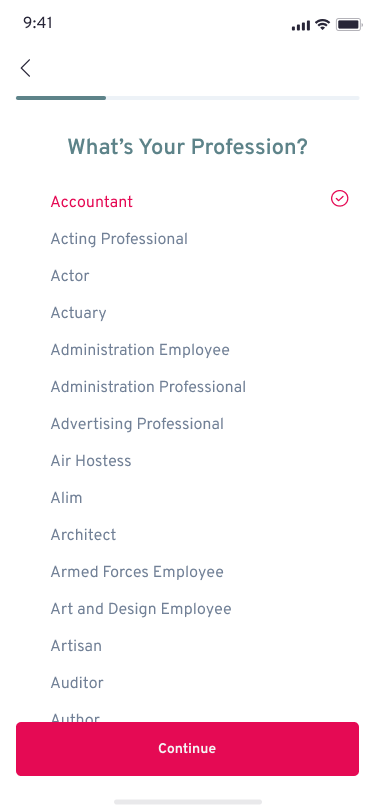 9:41
What's Your Profession?
Accountant
Acting Professional
Actor
Actuary
Administration Employee
Administration Professional
Advertising Professional
Air Hostess
Alim
Architect
Armed Forces Employee
Art and Design Employee
Artisan
Auditor
Author
Continue